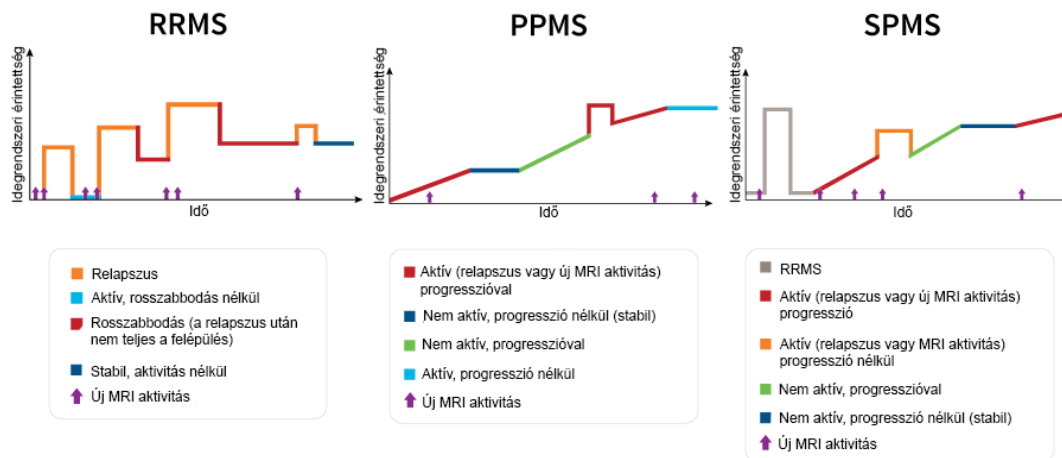 RRMS
Idegrendszeri érintettség
Idő
Relapszus
Aktív, rosszabbodás nélkül
Rosszabbodás (a relapszus után
nem teljes a felépülés)
Stabil, aktivitás nélkül
Új MRI aktivitás
PPMS
Idegrendszeri érintettség
Idő
Aktív (relapszus vagy új MRI aktivitás)
progresszióval
Nem aktív, progresszió nélkül (stabil)
Nem aktív, progresszióval
Aktív, progresszió nélkül
Új MRI aktivitás
SPMS
Idegrendszeri érintettség
Idő
RRMS
Aktív (relapszus vagy új MRI aktivitás)
progresszió
Aktív (relapszus vagy MRI aktivitás)
progresszió nélkül
Nem aktív, progresszióval
Nem aktív, progresszió nélkül (stabil)
Új MRI aktivitás